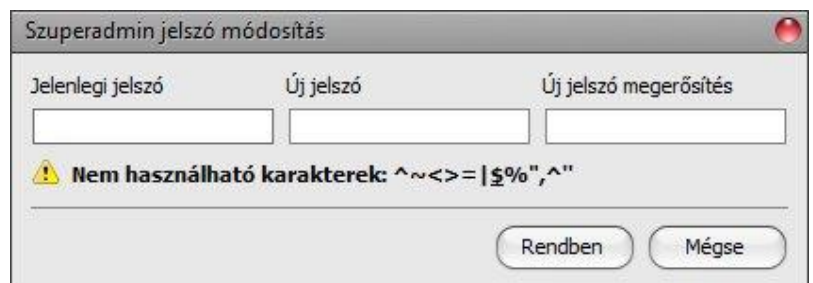 Szuperadmin jelszó módosítás
Jelenlegi jelszó Új jelszó Új jelszó megerősítés
Nem használható karakterek: ^~<>=|$%",^"
Rendben Mégse